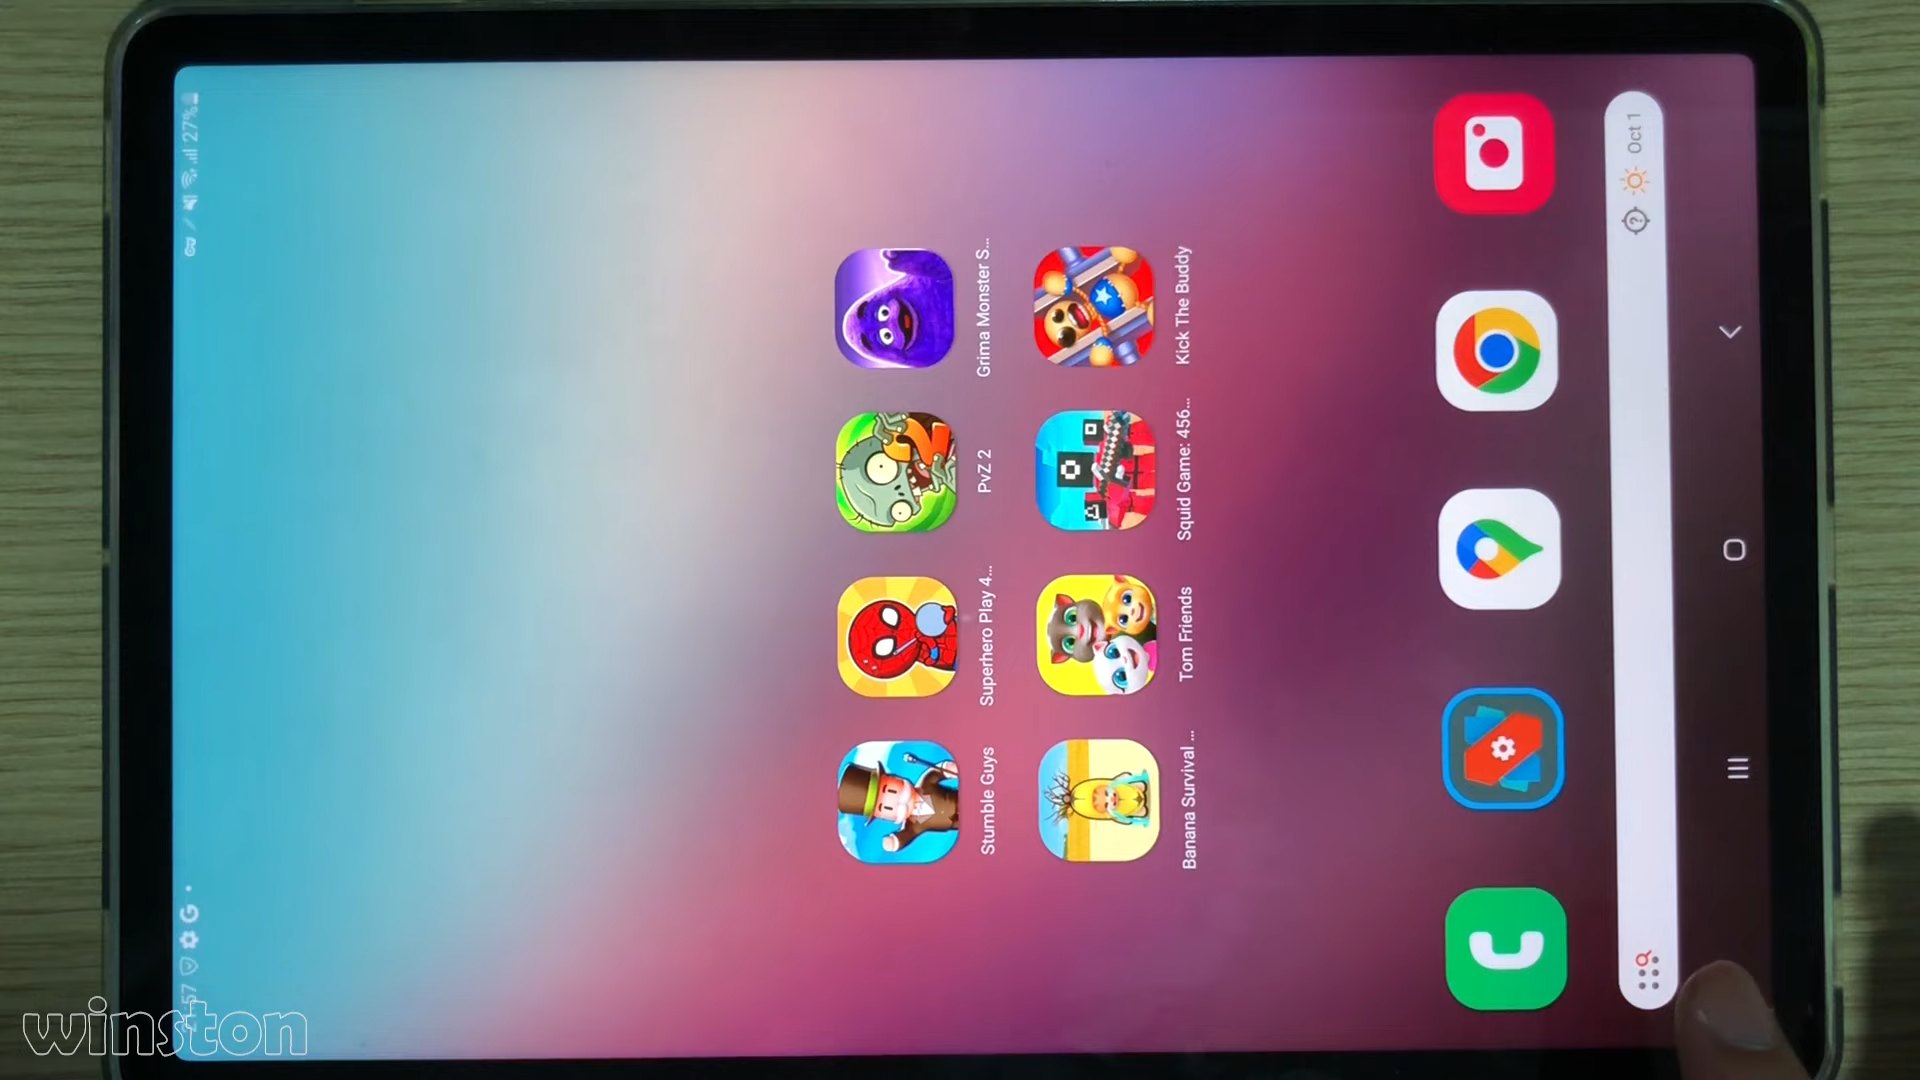 27%
Stumble Guys
Superhero Play 4...
PvZ 2
Grima Monster S...
Banana Survival ...
Tom Friends
Squid Game: 456...
Kick The Buddy
Oct 1
winston